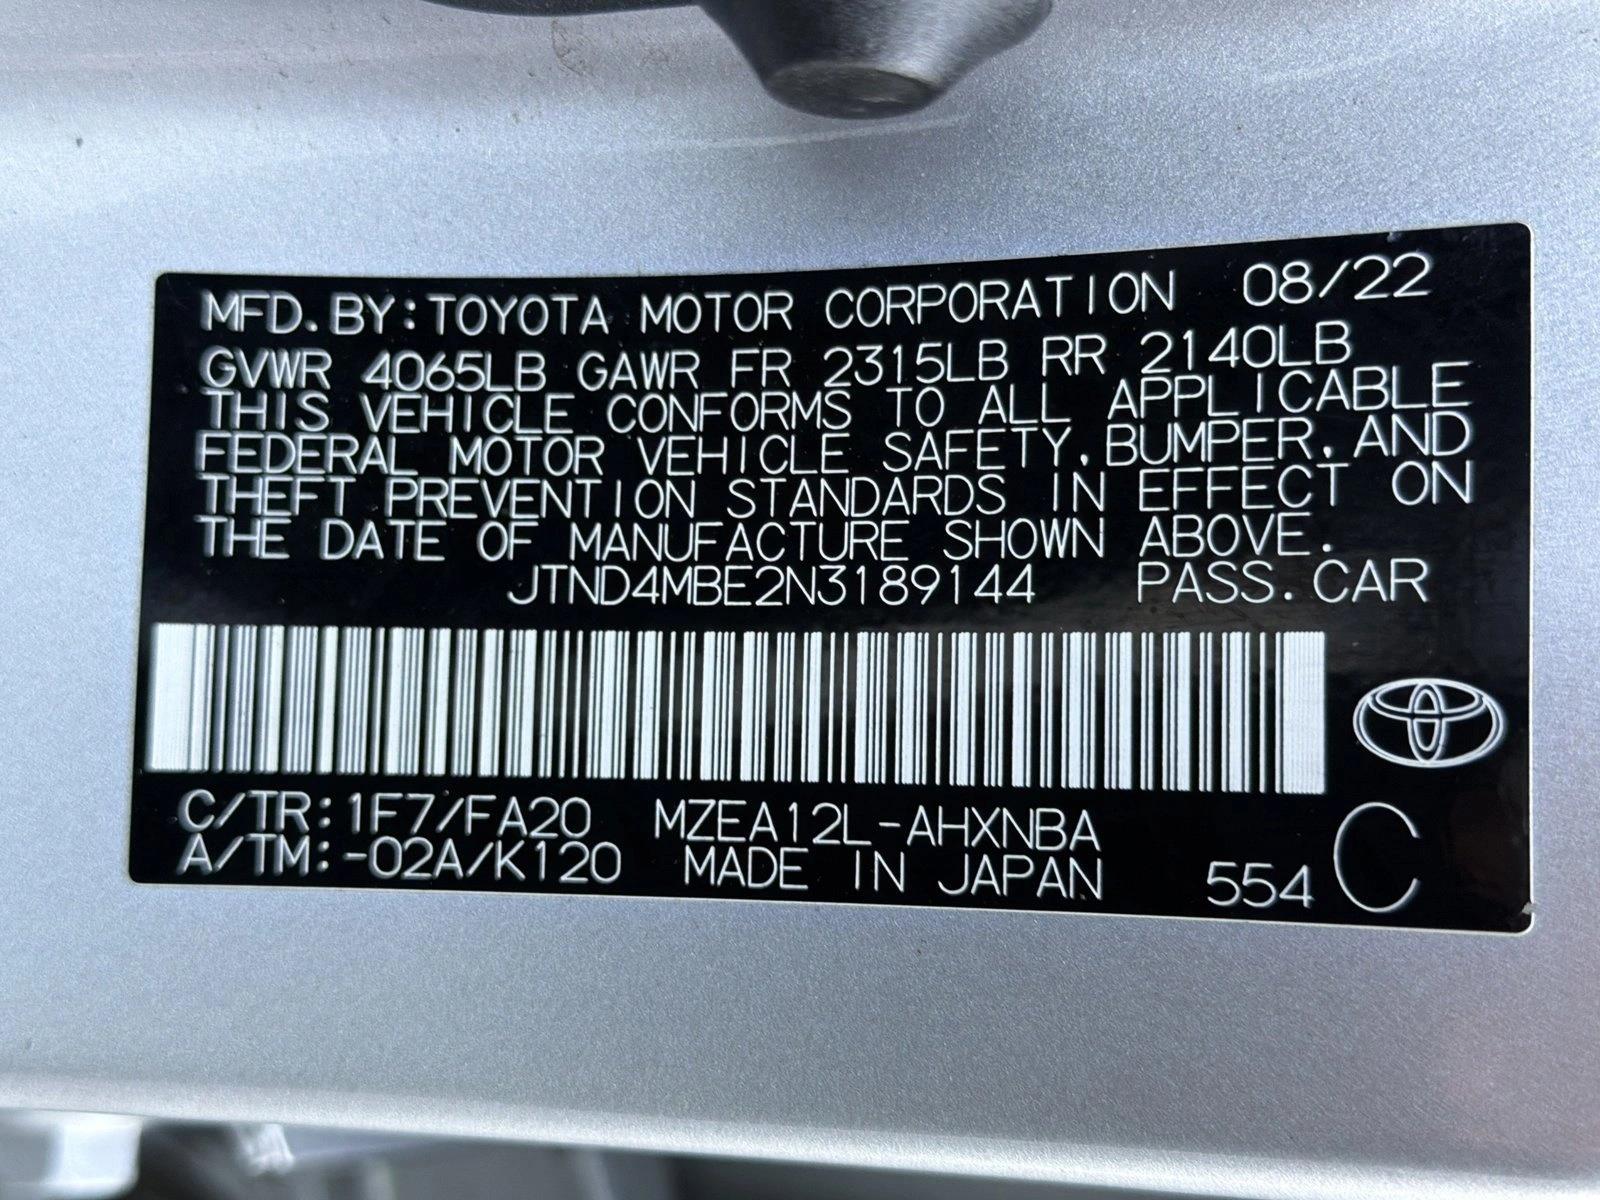 MFD. BY: TOYOTA MOTOR CORPORATION 08/22
GVWR 4065LB GAWR FR 2315LB RR 2140LB
THIS VEHICLE CONFORMS TO ALL APPLICABLE
FEDERAL MOTOR VEHICLE SAFETY, BUMPER, AND
THEFT PREVENTION STANDARDS IN EFFECT ON
THE DATE OF MANUFACTURE SHOWN ABOVE.
JTND4MBE2N3189144 PASS. CAR
C/TR: 1F7/FA20 MZEA12L-AHXNBA
A/TM: -02A/K120 MADE IN JAPAN 554 C